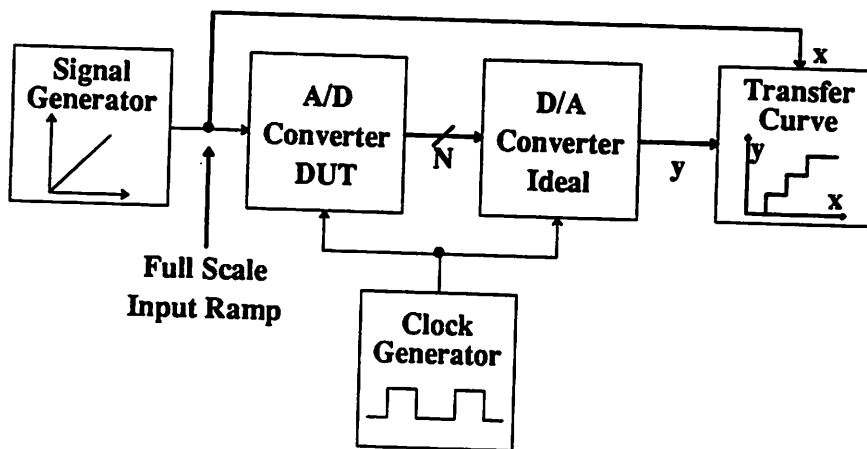 Signal
Generator
A/D
Converter
DUT
N
D/A
Converter
Ideal
y
x
Transfer
Curve
y
x
Full Scale
Input Ramp
Clock
Generator